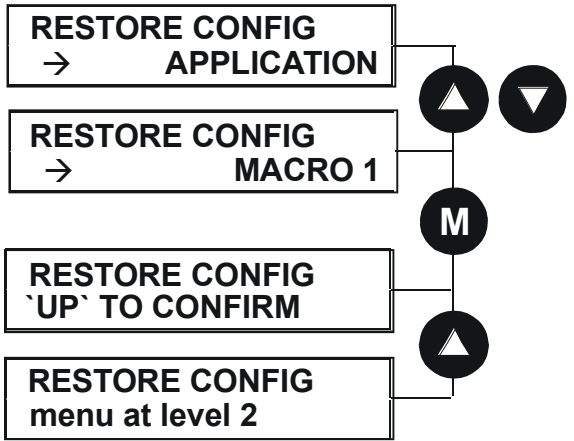 RESTORE CONFIG
→ APPLICATION
RESTORE CONFIG
→ MACRO 1
M
RESTORE CONFIG
`UP` TO CONFIRM
RESTORE CONFIG
menu at level 2